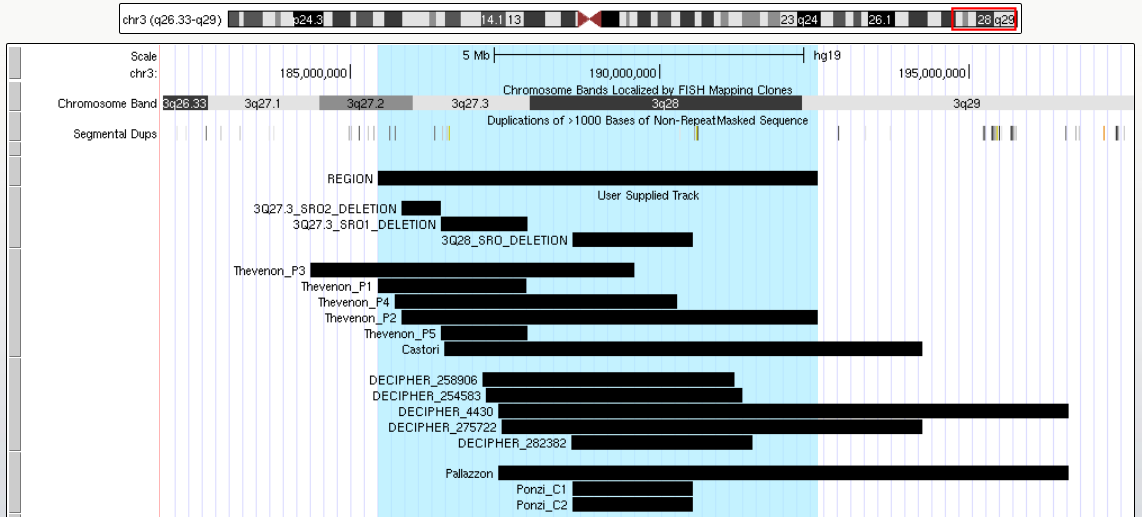 chr3 (q26.33-q29) p24.3 14.1 13 23 q24 26.1 28 q29
Scale 5 Mb hg19
chr3: 185,000,000 190,000,000 195,000,000
Chromosome Bands Localized by FISH Mapping Clones
Chromosome Band 3q26.33 3q27.1 3q27.2 3q27.3 3q28 3q29
Duplications of >1000 Bases of Non-RepeatMasked Sequence
Segmental Dups
REGION
User Supplied Track
3Q27.3_SRO2_DELETION
3Q27.3_SRO1_DELETION
3Q28_SRO_DELETION
Thevenon_P3
Thevenon_P1
Thevenon_P4
Thevenon_P2
Thevenon_P5
Castori
DECIPHER_258906
DECIPHER_254583
DECIPHER_4430
DECIPHER_275722
DECIPHER_282382
Pallazzon
Ponzi_C1
Ponzi_C2